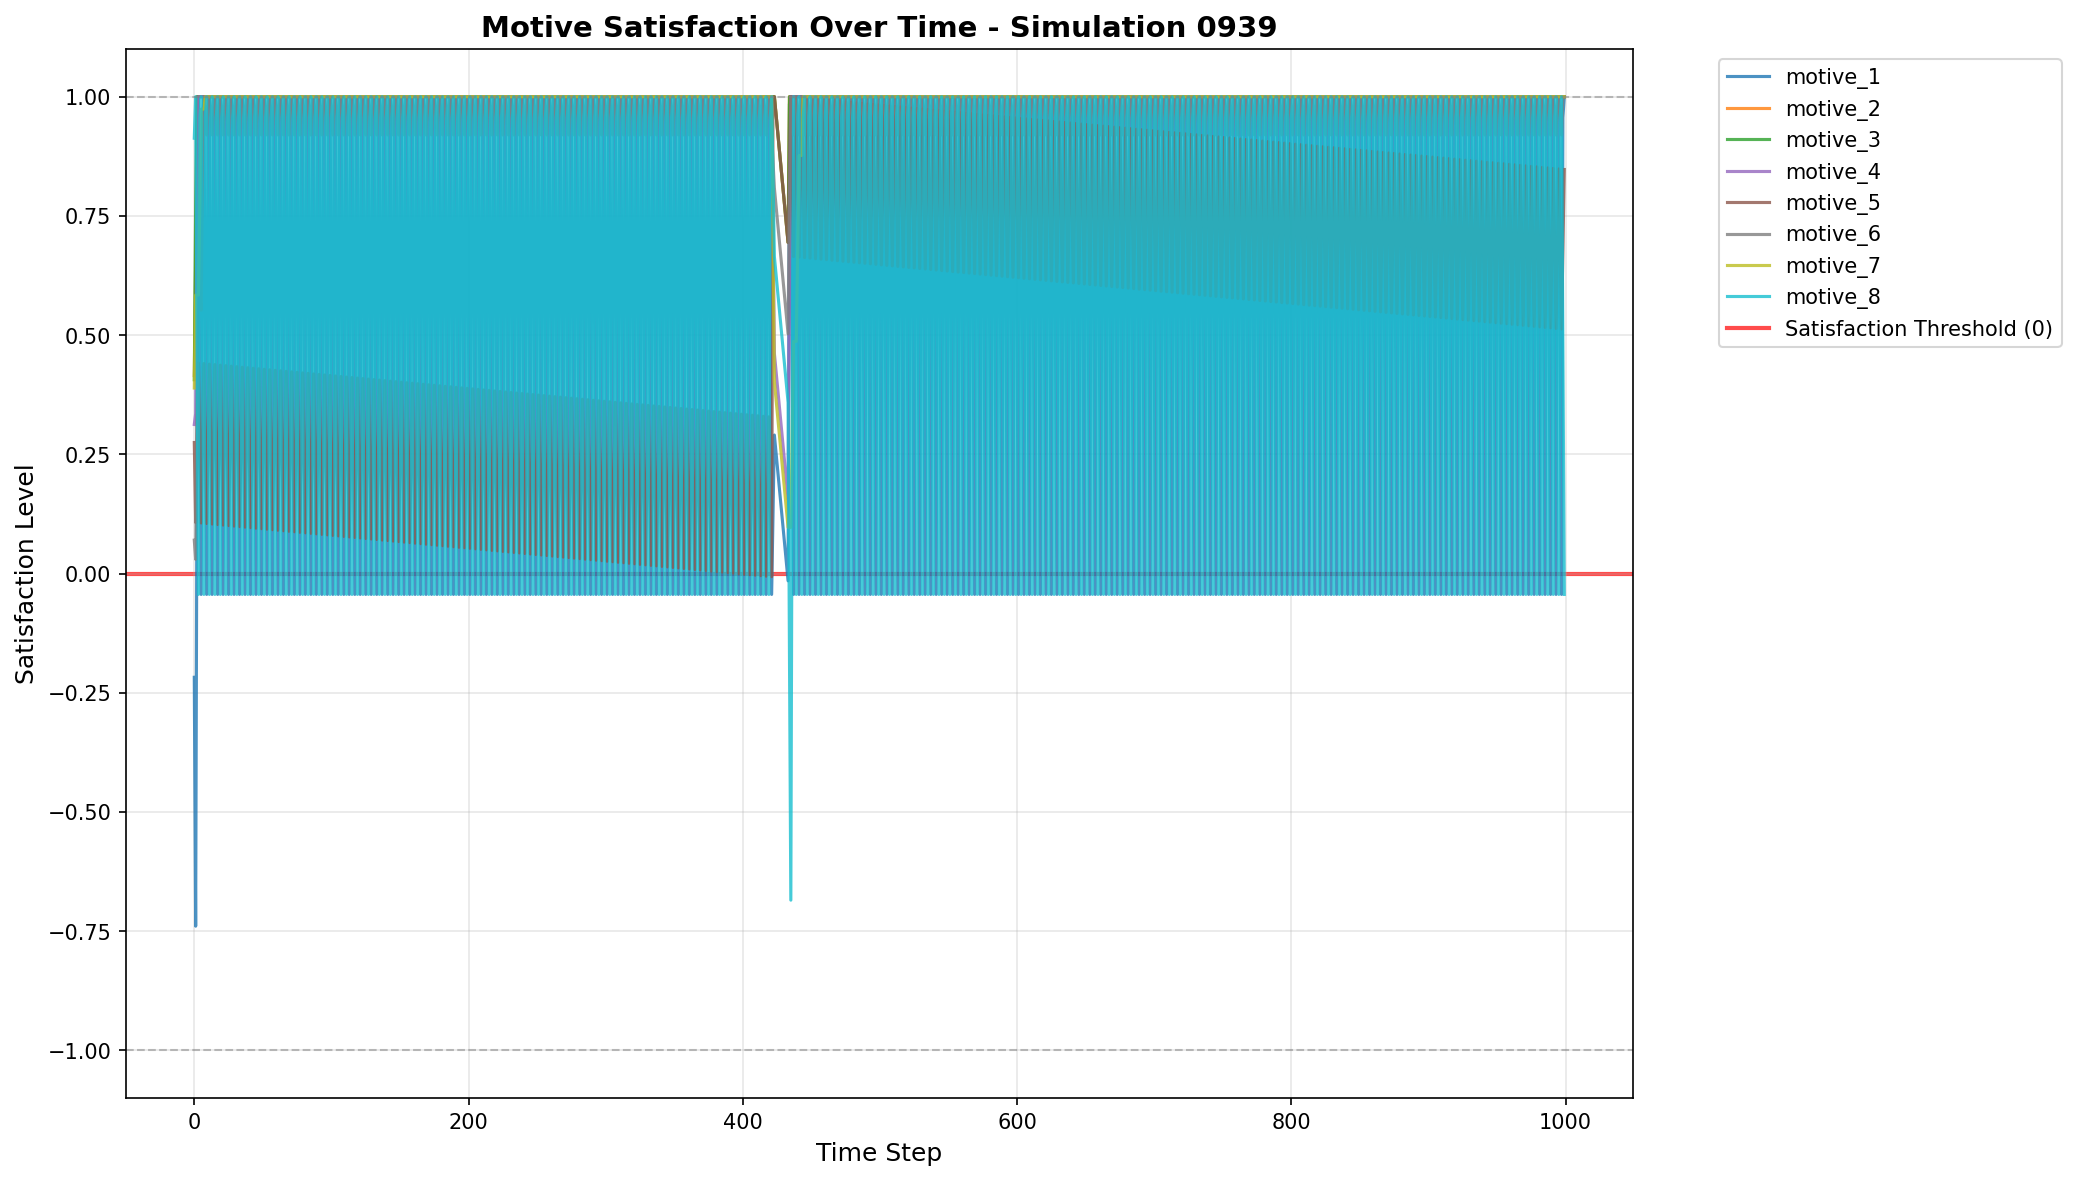 Motive Satisfaction Over Time - Simulation 0939
Satisfaction Level
1.00
0.75
0.50
0.25
0.00
−0.25
−0.50
−0.75
−1.00
0
200
400
600
800
1000
Time Step
motive_1
motive_2
motive_3
motive_4
motive_5
motive_6
motive_7
motive_8
Satisfaction Threshold (0)